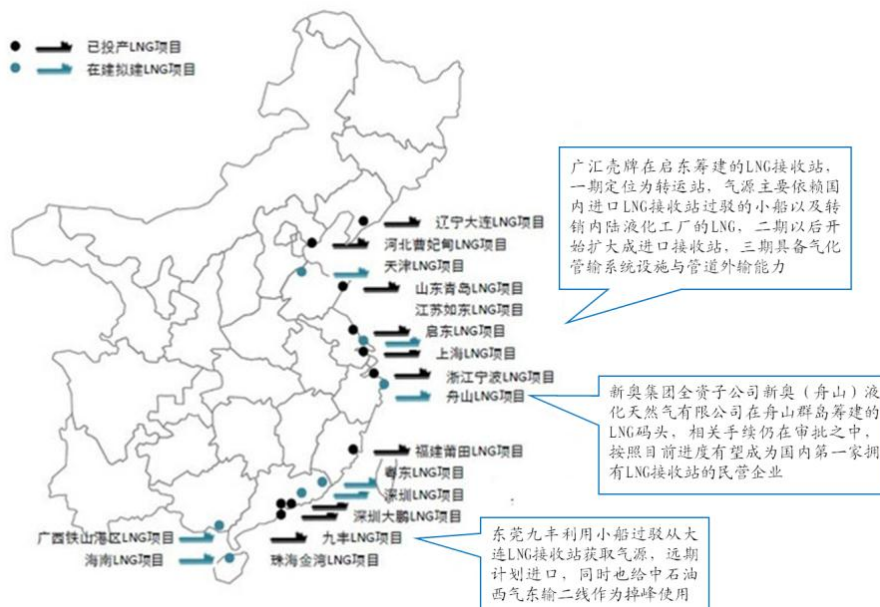 已投产LNG项目
在建拟建LNG项目
广汇壳牌在启东筹建的LNG接收站，
一期定位为转运站，气源主要依赖国
内进口LNG接收站过驳的小船以及转
销内陆液化工厂的LNG，二期以后开
始扩大成进口接收站，三期具备气化
管输系统设施与管道外输能力
辽宁大连LNG项目
河北曹妃甸LNG项目
天津LNG项目
山东青岛LNG项目
江苏如东LNG项目
启东LNG项目
上海LNG项目
浙江宁波LNG项目
舟山LNG项目
新奥集团全资子公司新奥（舟山）液
化天然气有限公司在舟山群岛筹建的
LNG码头，相关手续仍在审批之中，
按照目前进度有望成为国内第一家拥
有LNG接收站的民营企业
福建莆田LNG项目
粤东LNG项目
深圳LNG项目
深圳大鹏LNG项目
广西铁山港区LNG项目
九丰LNG项目
海南LNG项目
珠海金湾LNG项目
东莞九丰利用小船过驳从大
连LNG接收站获取气源，远期
计划进口，同时也给中石油
西气东输二线作为掉峰使用